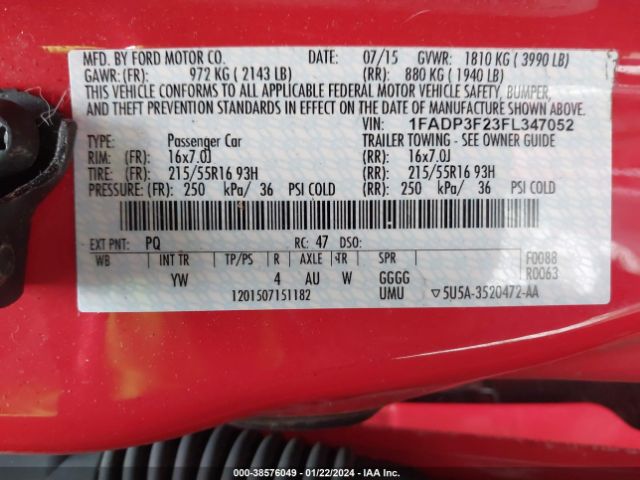 MFD. BY FORD MOTOR CO. DATE: 07/15 GVWR: 1810 KG ( 3990 LB)
GAWR:(FR): 972 KG ( 2143 LB) (RR): 880 KG ( 1940 LB)
THIS VEHICLE CONFORMS TO ALL APPLICABLE FEDERAL MOTOR VEHICLE SAFETY, BUMPER,
AND THEFT PREVENTION STANDARDS IN EFFECT ON THE DATE OF MANUFACTURE SHOWN ABOVE.
VIN: 1FADP3F23FL347052
TYPE: Passenger Car TRAILER TOWING - SEE OWNER GUIDE
RIM: (FR): 16x7.0J (RR): 16x7.0J
TIRE: (FR): 215/55R16 93H (RR): 215/55R16 93H
PRESSURE: (FR): 250 kPa/ 36 PSI COLD (RR): 250 kPa/ 36 PSI COLD
EXT PNT: PQ RC: 47 DSO:
WB INT TR TP/PS R AXLE TR SPR F0088
YW 4 AU W GGGG R0063
1201507151182 UMU ▽5U5A-3520472-AA
000-38576049 - 01/22/2024 - IAA Inc.